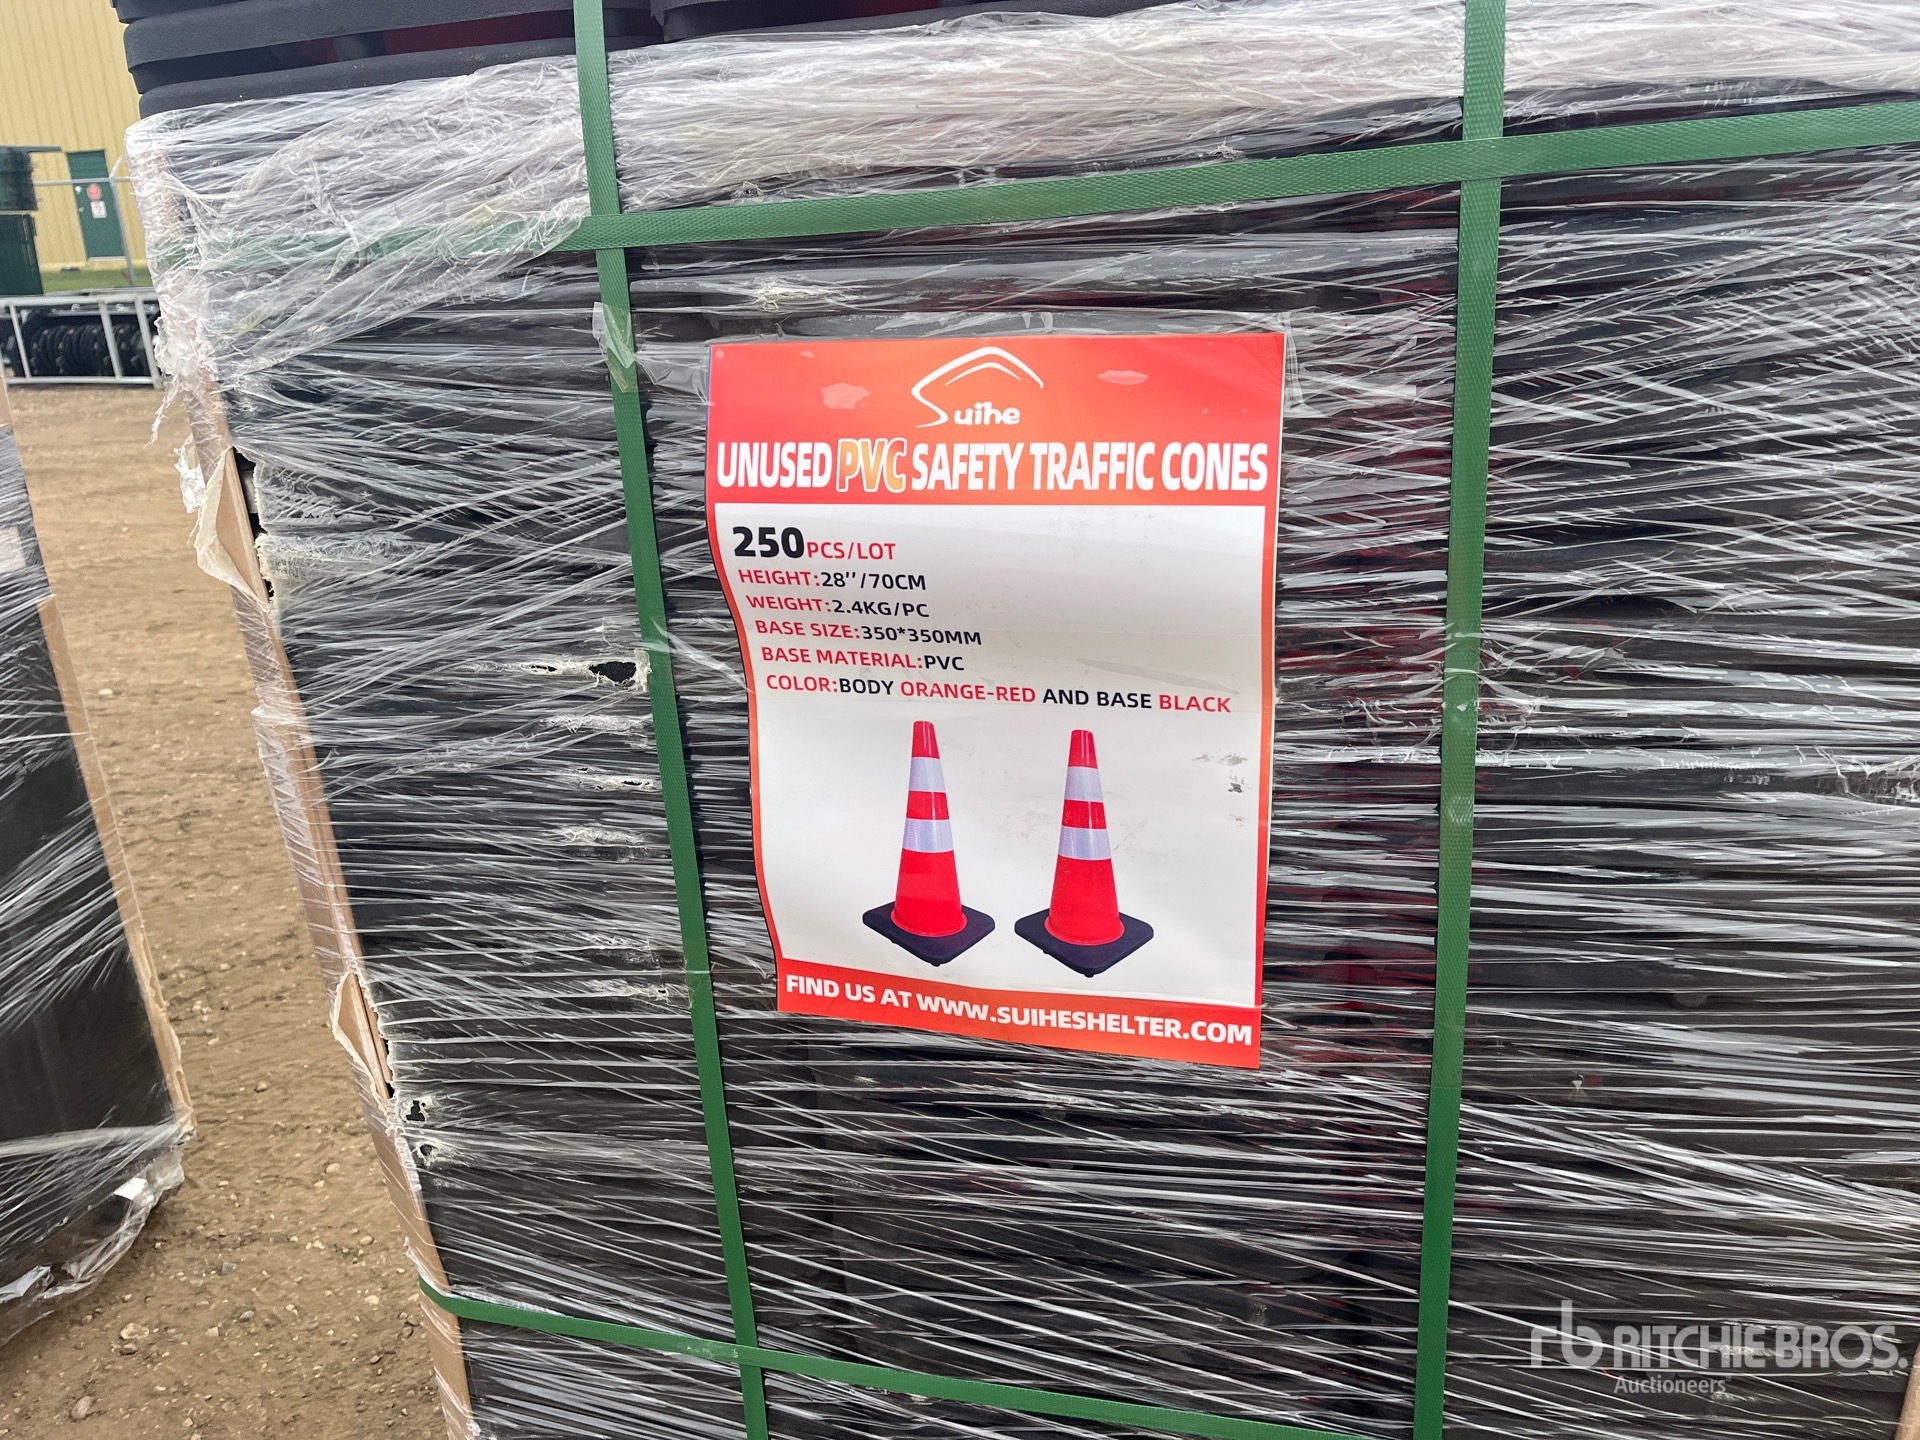 Suihe
UNUSED PVC SAFETY TRAFFIC CONES
250PCS/LOT
HEIGHT:28''/70CM
WEIGHT:2.4KG/PC
BASE SIZE:350*350MM
BASE MATERIAL:PVC
COLOR:BODY ORANGE-RED AND BASE BLACK
FIND US AT WWW.SUIHESHELTER.COM
rb RITCHIE BROS.
Auctioneers